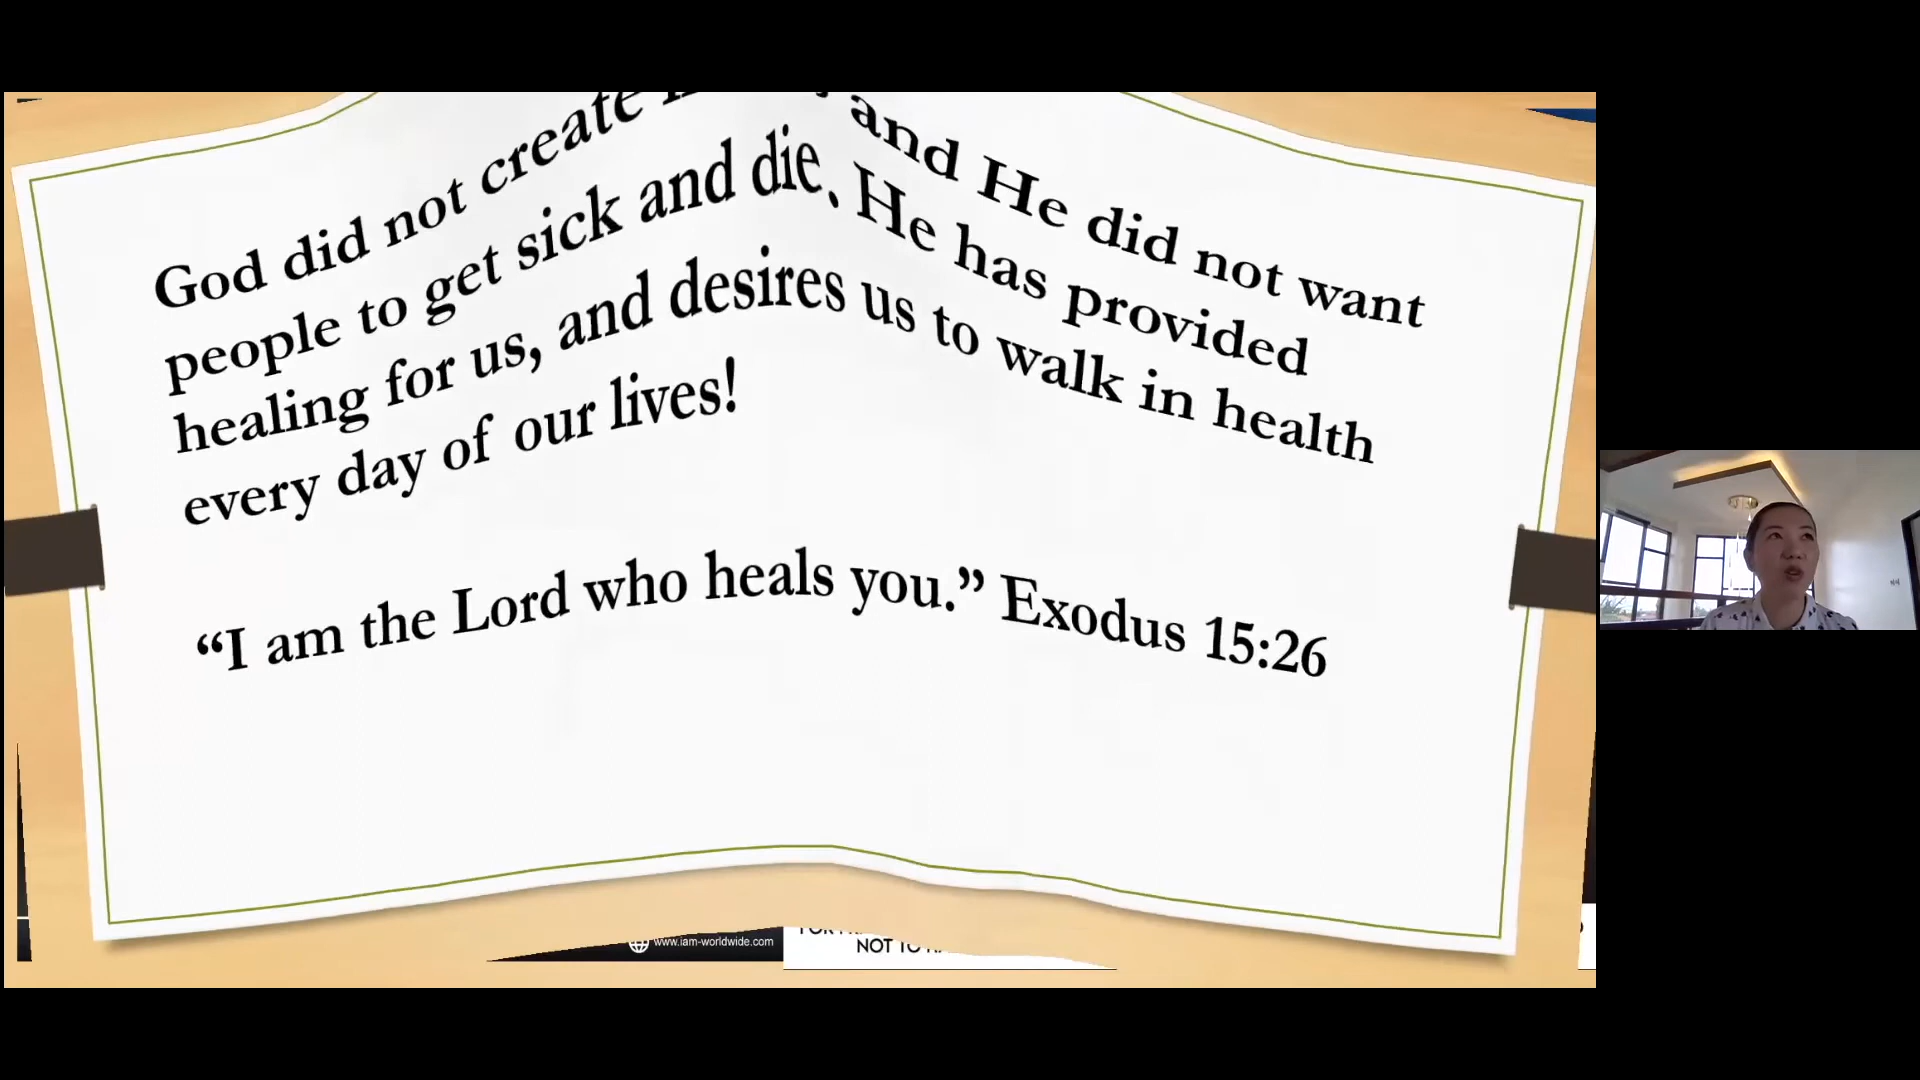 God did not create and He did not want
people to get sick and die. He has provided
healing for us, and desires us to walk in health
every day of our lives!
“I am the Lord who heals you.” Exodus 15:26
www.iam-worldwide.com
NOT TO